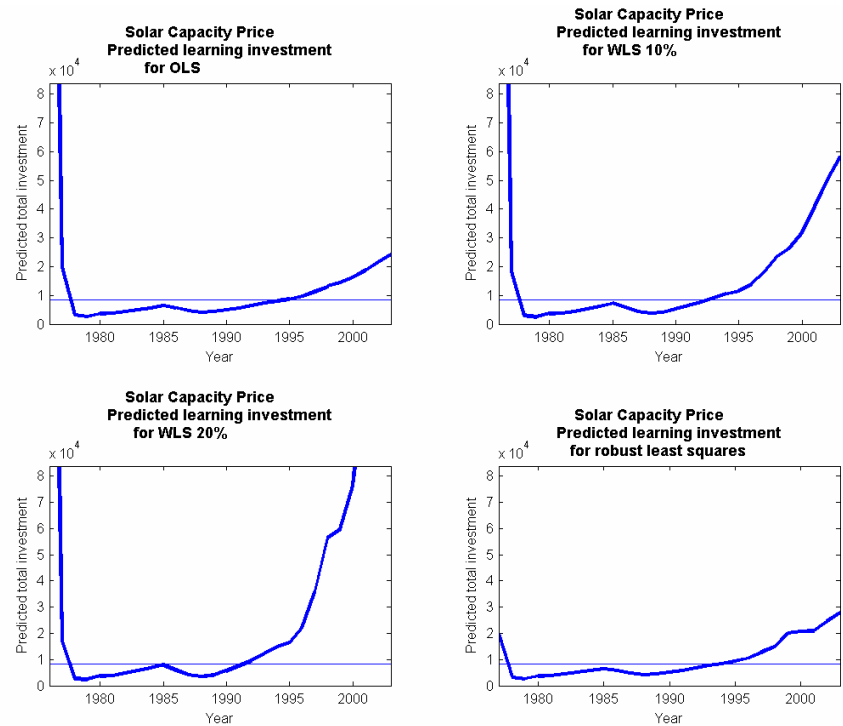 Solar Capacity Price
Predicted learning investment
for OLS
x 10^4
8
7
6
5
4
3
2
1
0
Predicted total investment
1980 1985 1990 1995 2000
Year
Solar Capacity Price
Predicted learning investment
for WLS 10%
x 10^4
8
7
6
5
4
3
2
1
0
Predicted total investment
1980 1985 1990 1995 2000
Year
Solar Capacity Price
Predicted learning investment
for WLS 20%
x 10^4
8
7
6
5
4
3
2
1
0
Predicted total investment
1980 1985 1990 1995 2000
Year
Solar Capacity Price
Predicted learning investment
for robust least squares
x 10^4
8
7
6
5
4
3
2
1
0
Predicted total investment
1980 1985 1990 1995 2000
Year